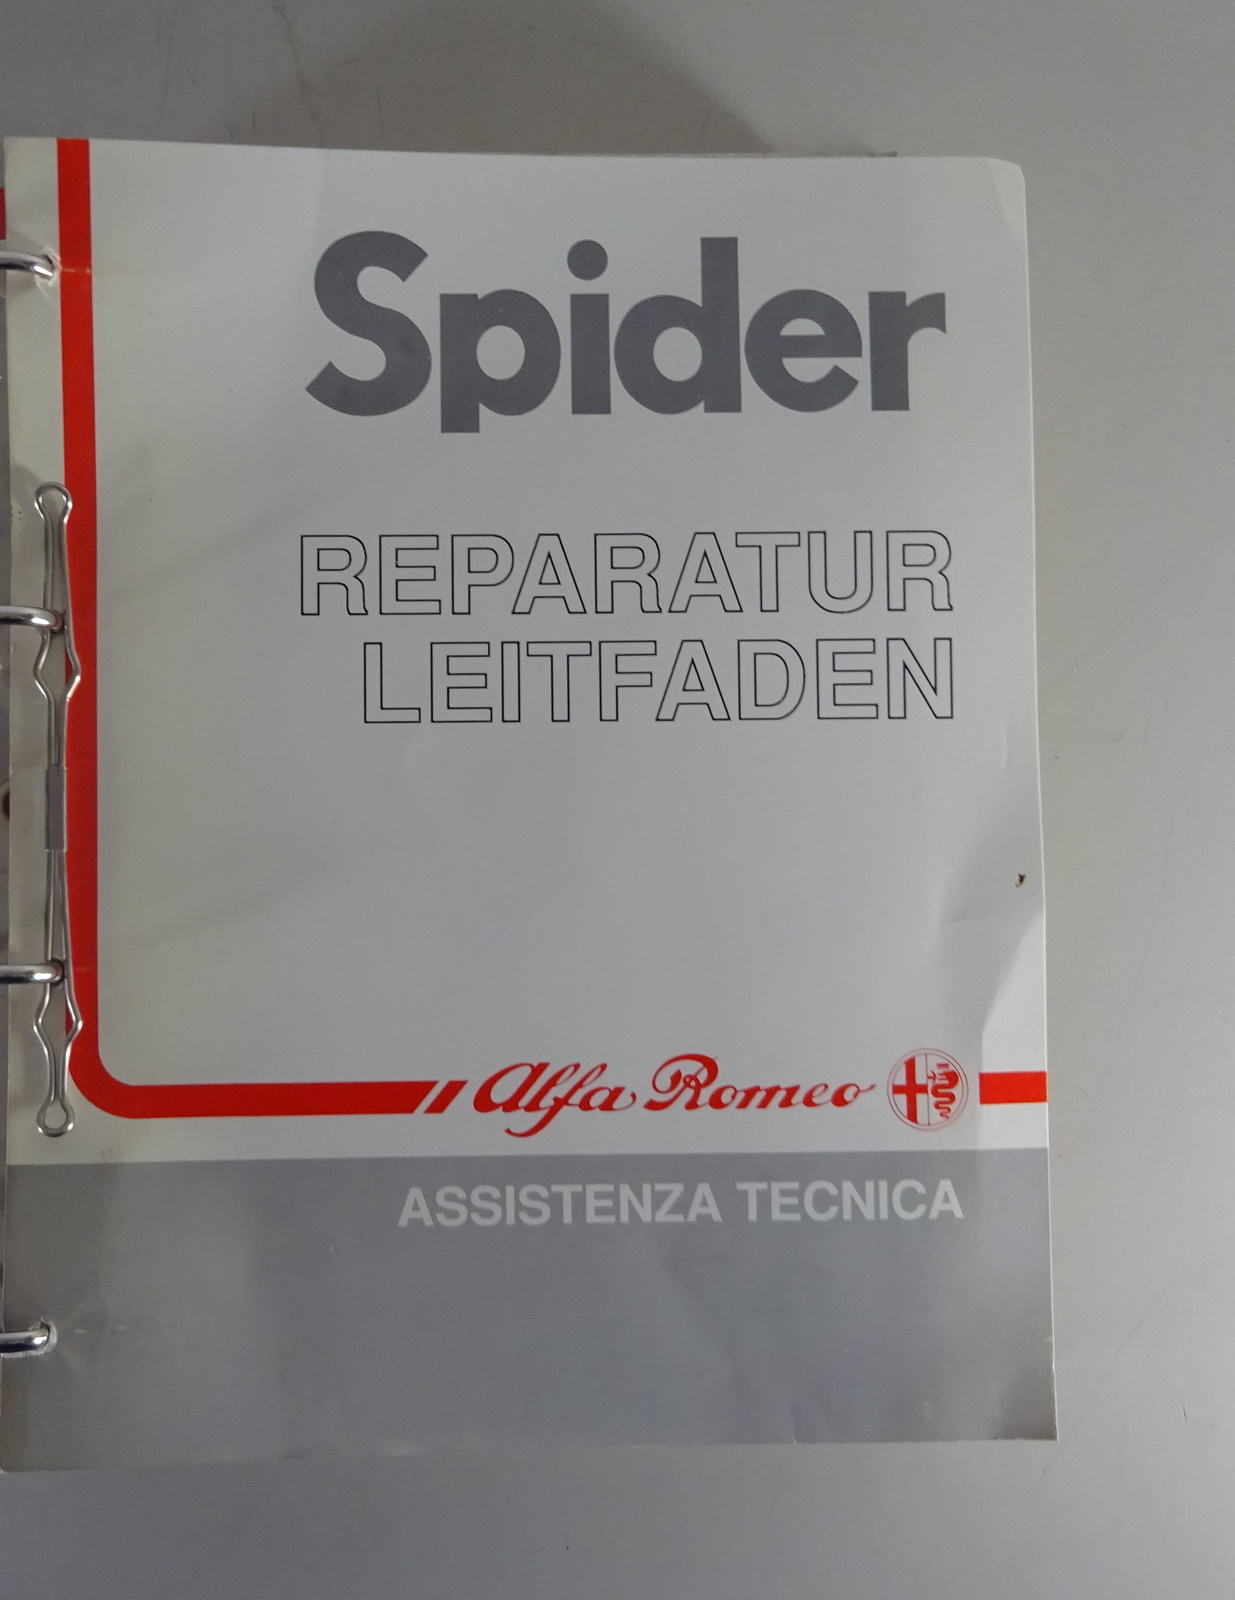 Spider
REPARATUR
LEITFADEN
Alfa Romeo
ASSISTENZA TECNICA